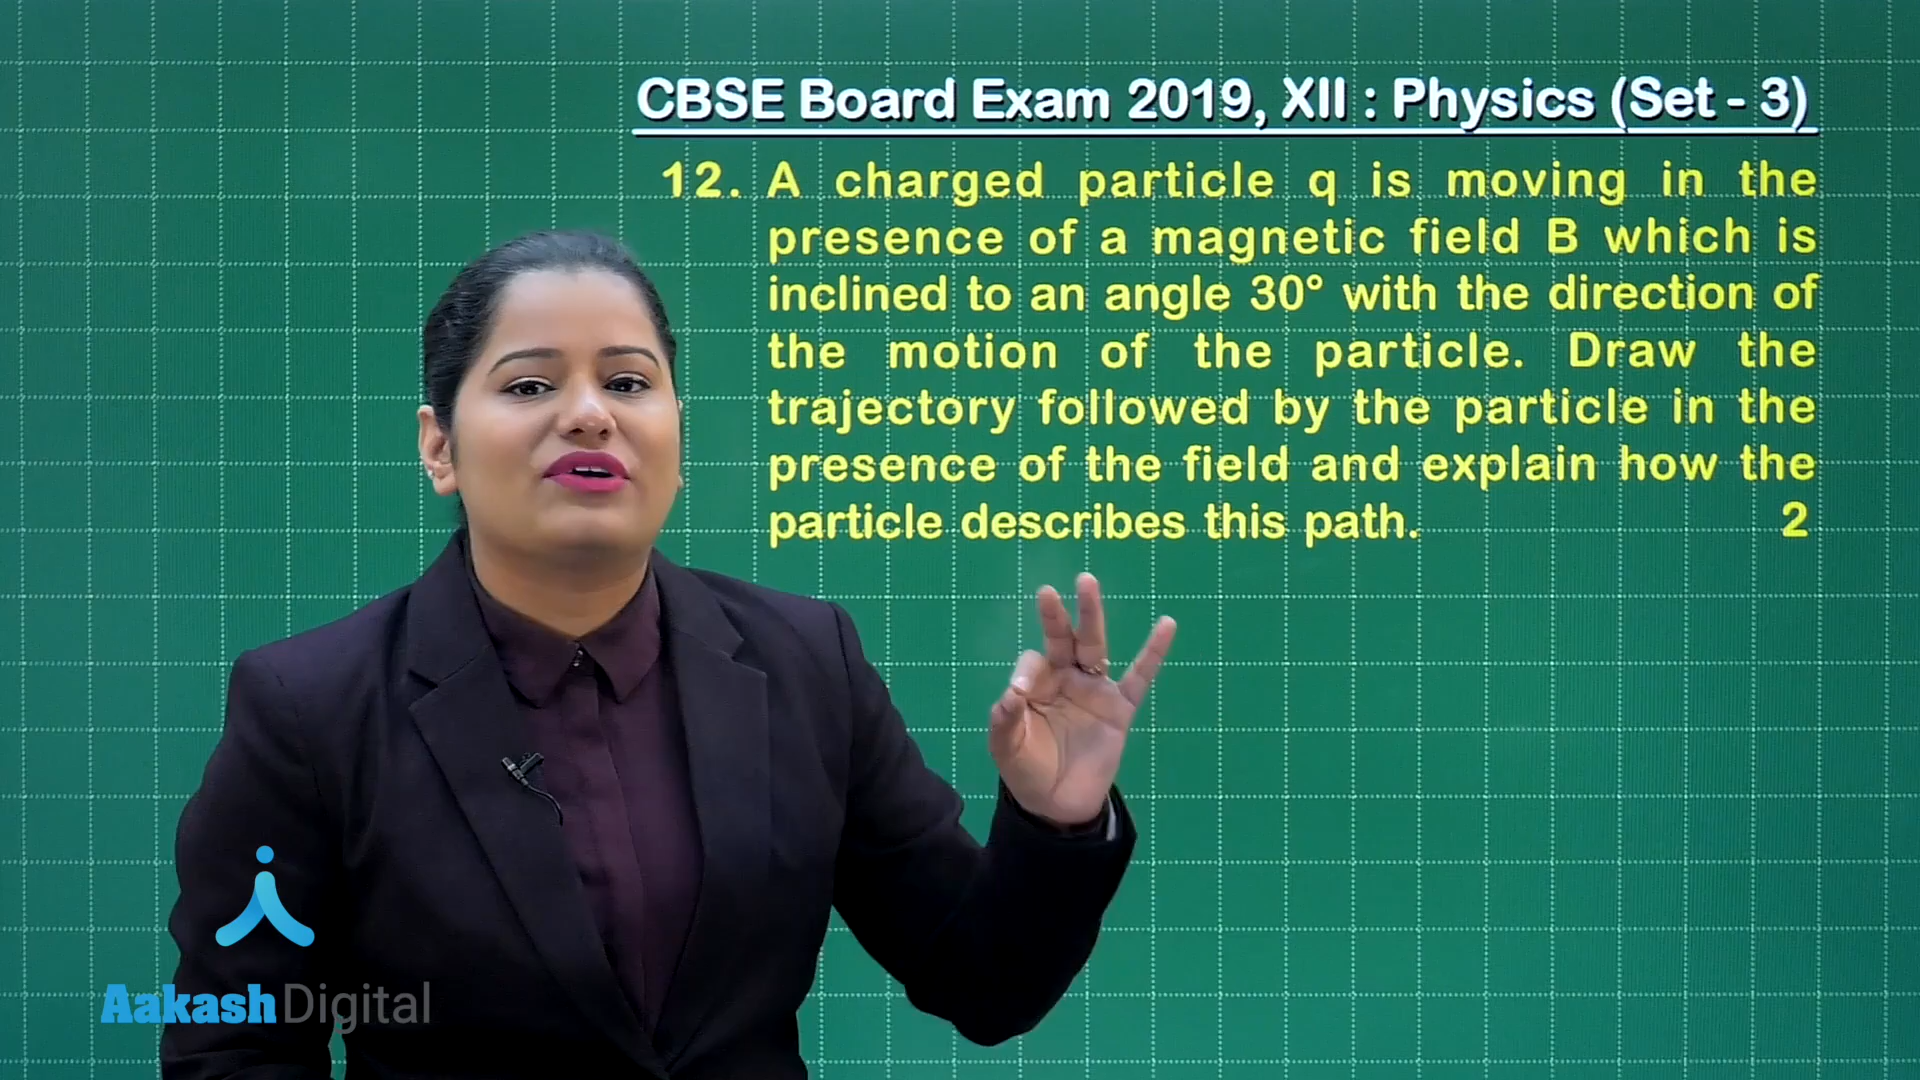 CBSE Board Exam 2019, XII : Physics (Set - 3)
12. A charged particle q is moving in the
presence of a magnetic field B which is
inclined to an angle 30° with the direction of
the motion of the particle. Draw the
trajectory followed by the particle in the
presence of the field and explain how the
particle describes this path. 2
Aakash Digital